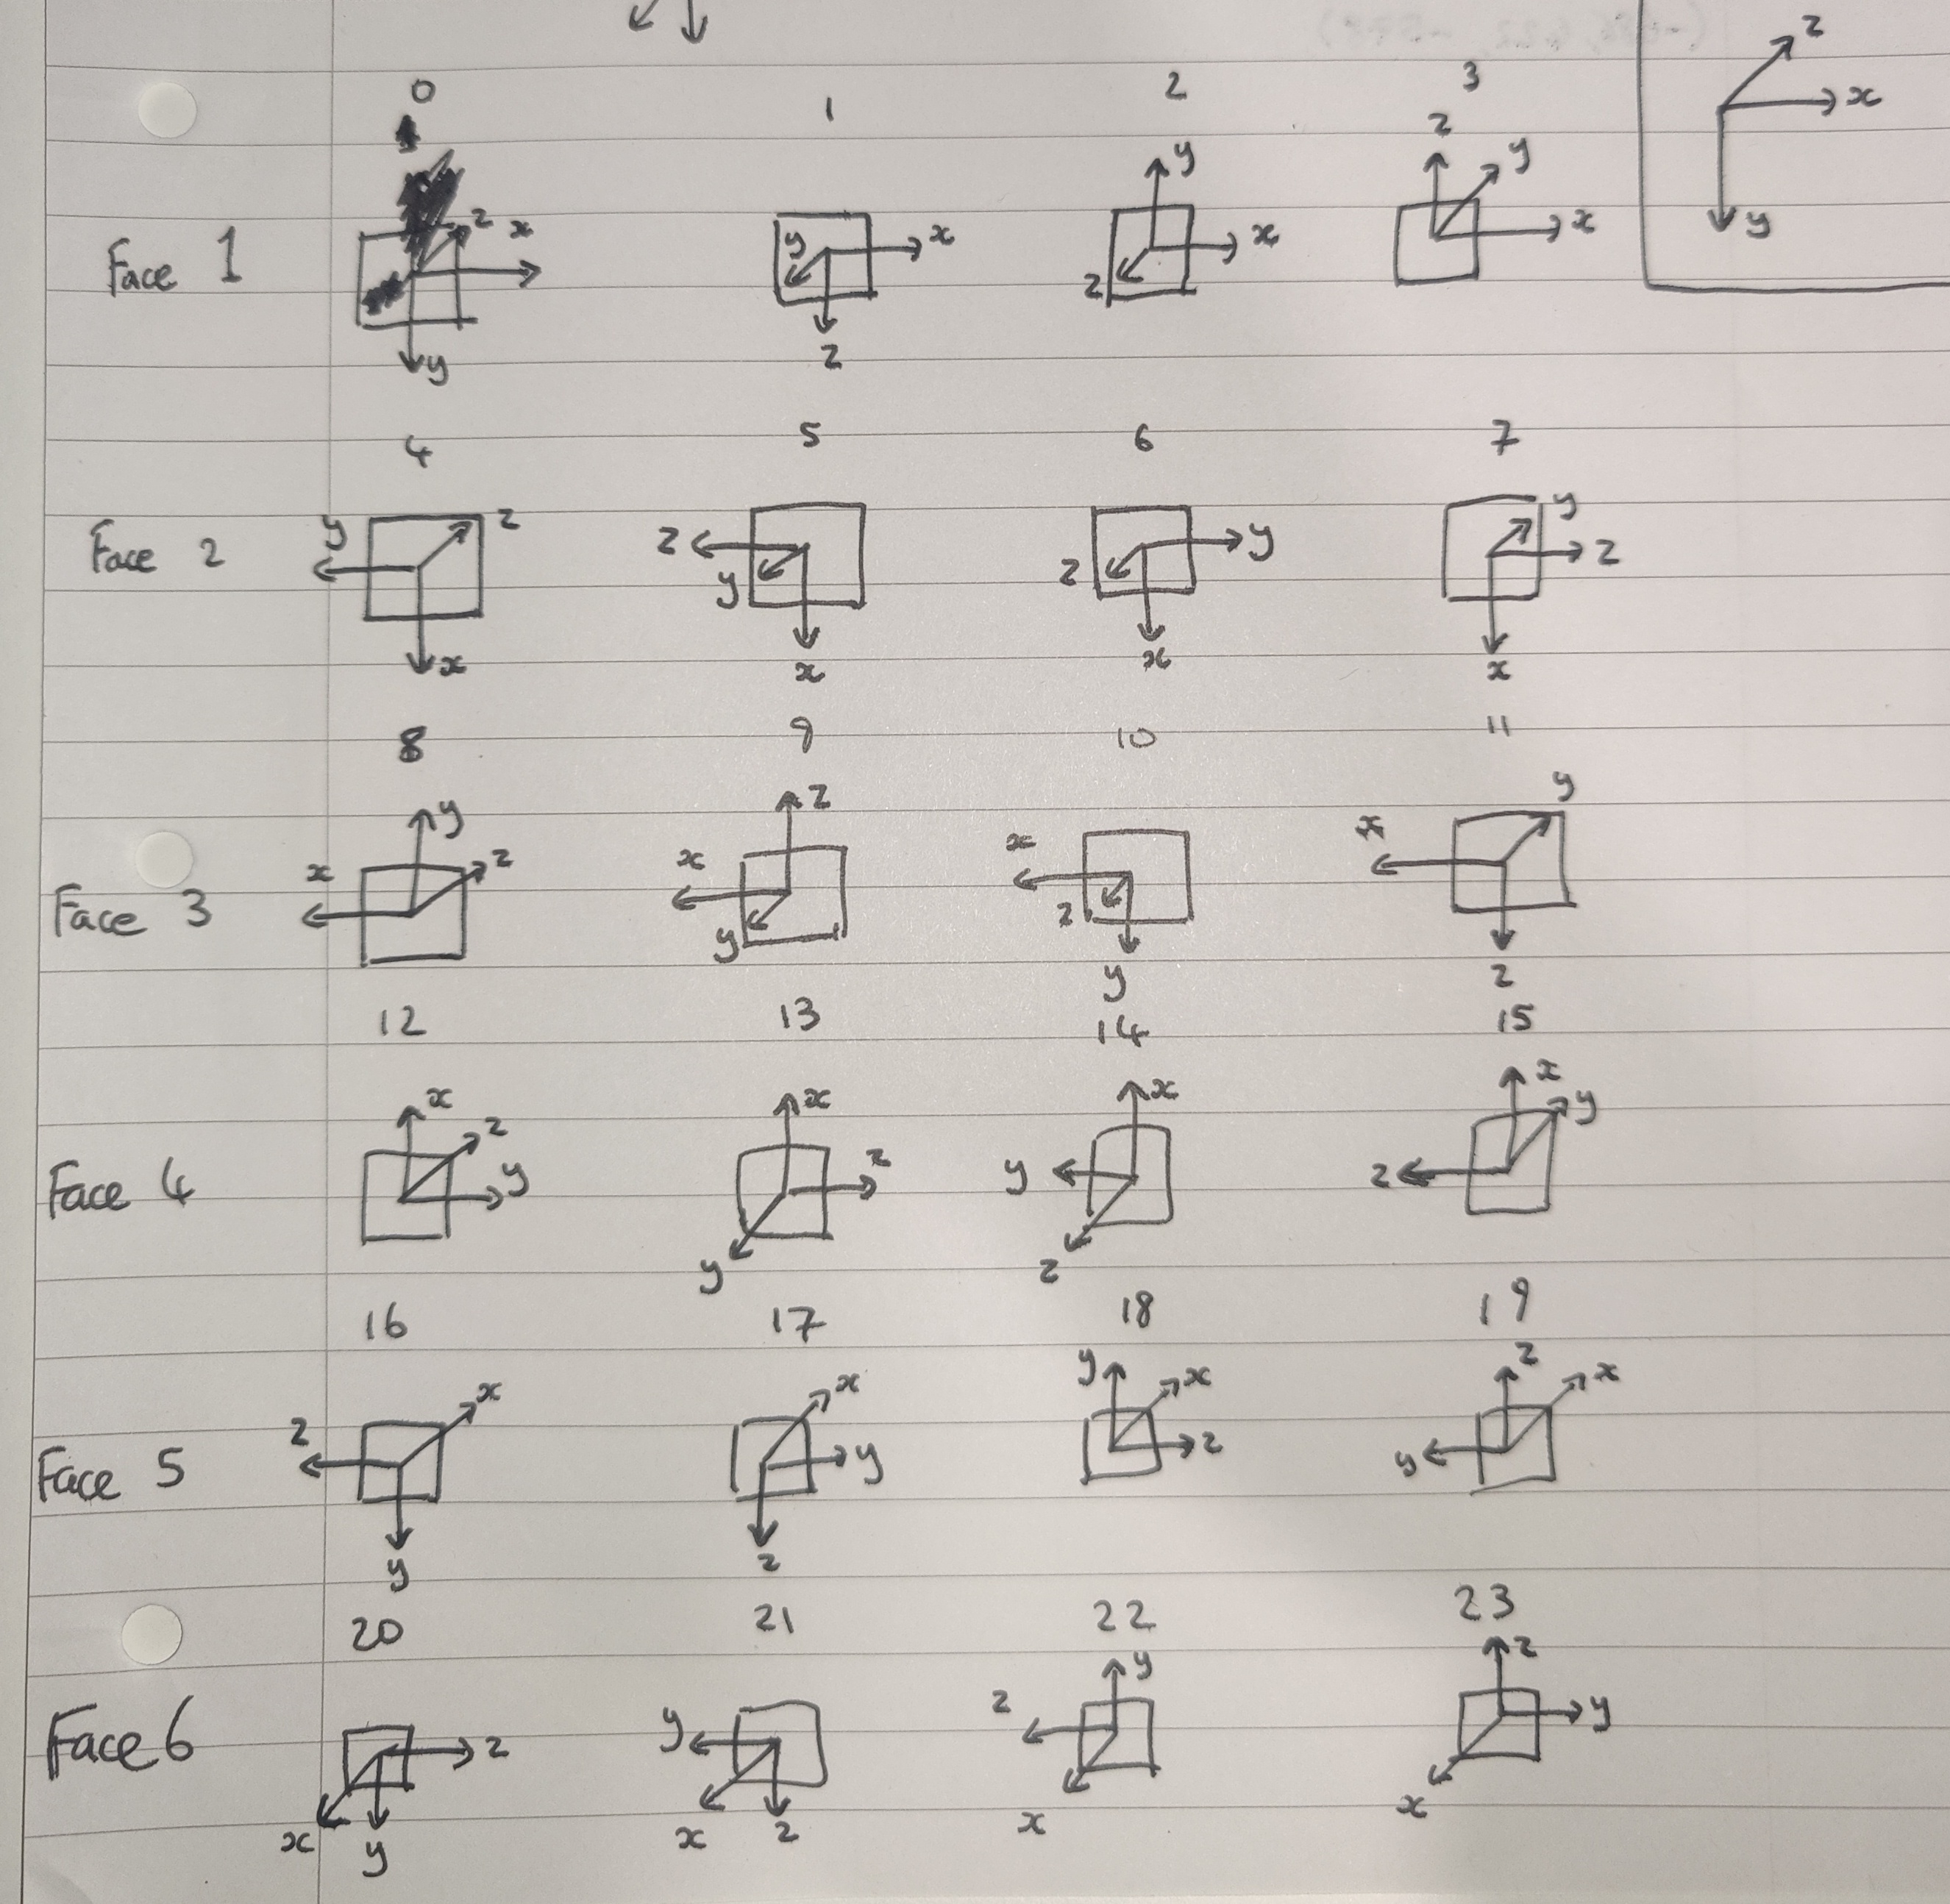 z
x
y
0 1 2 3
Face 1
z x y
y x z
y x z
z y x
4 5 6 7
Face 2
y z x
z y x
z y x
y z x
8 9 10 11
Face 3
x y z
z x y
x z y
y x z
12 13 14 15
Face 4
x z y
x z y
x y z
x y z
16 17 18 19
Face 5
z x y
x y z
y x z
z x y
20 21 22 23
Face 6
z x y
y x z
y z x
z y x